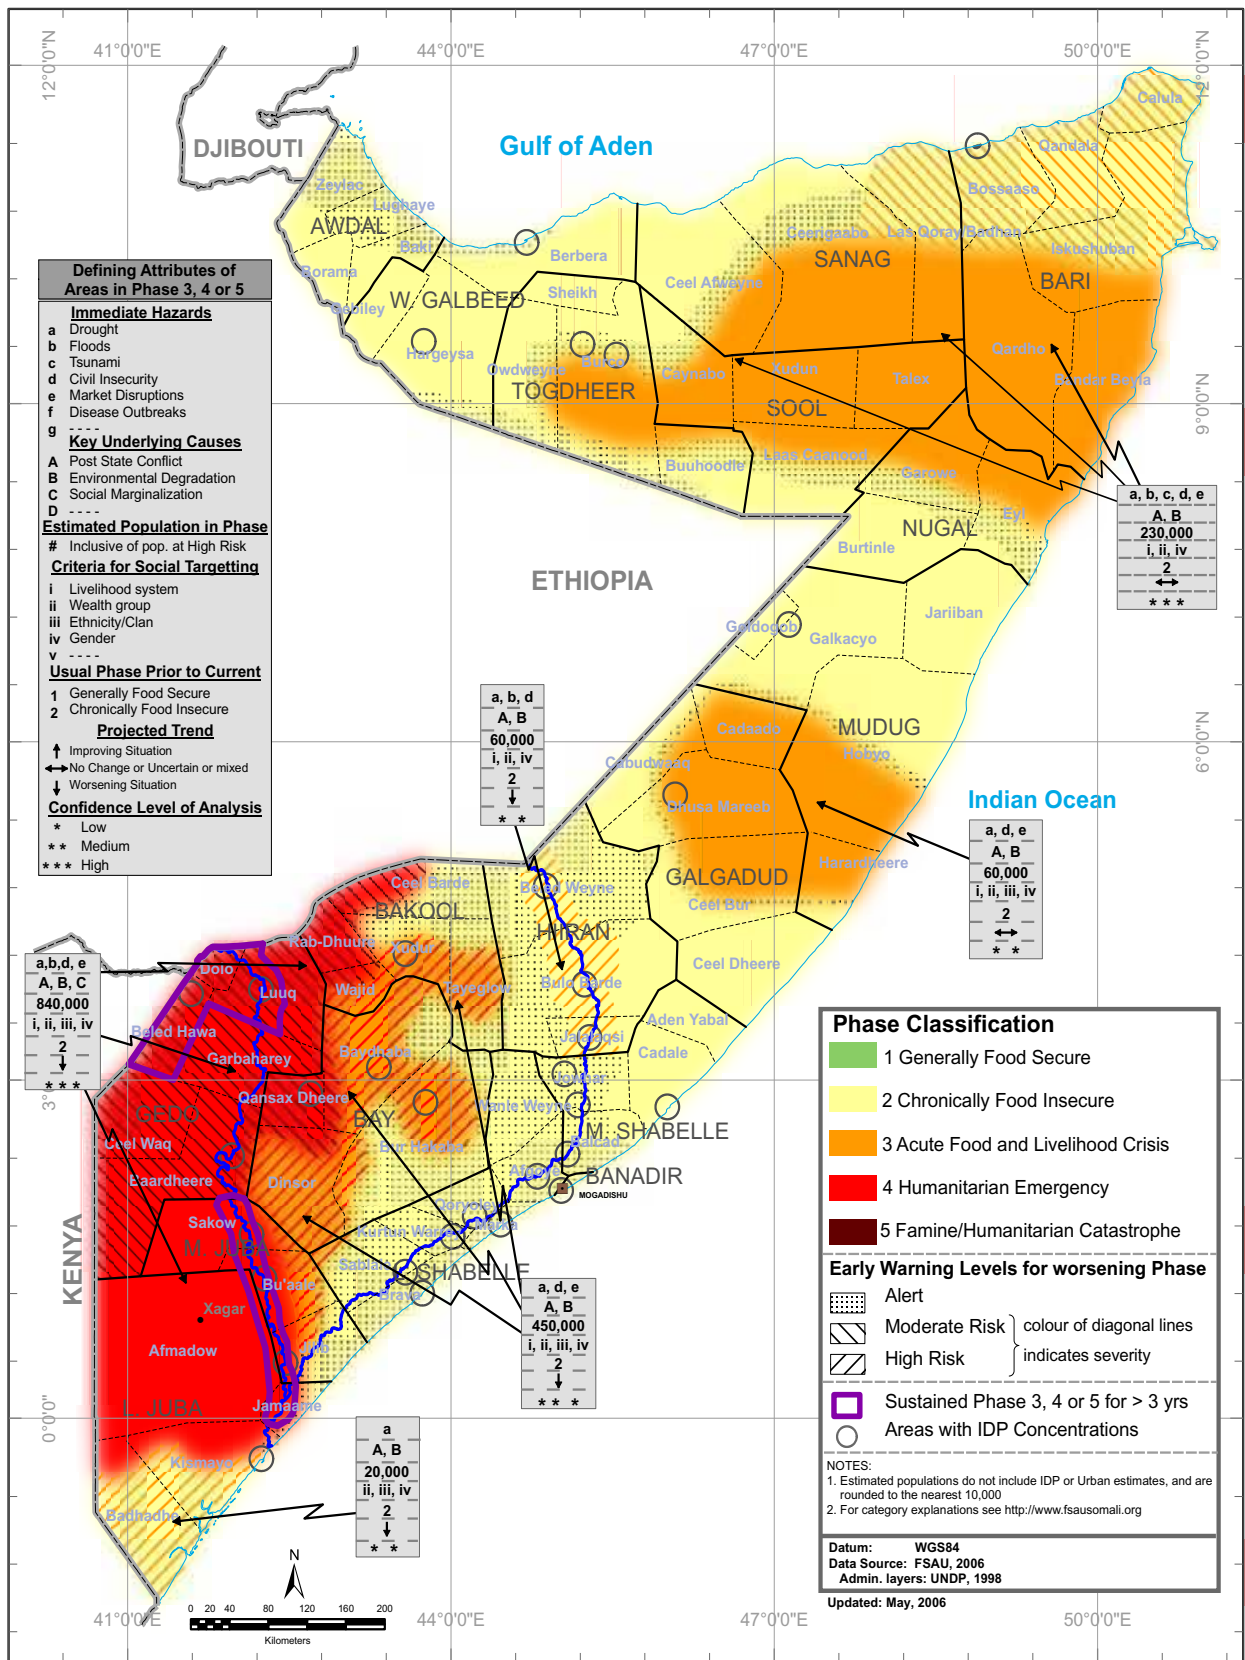 41°0'0"E
44°0'0"E
47°0'0"E
50°0'0"E
12°0'0"N
12°0'0"N
DJIBOUTI
Gulf of Aden
Calula
Qandala
Bossaaso
Zeylac
Lughaye
AWDAL
Baki
Borama
Gebiley
W. GALBEED
Hargeysa
Berbera
Sheikh
Ceerigaabo
Las Qoray/Badhan
Iskushuban
SANAG
BARI
Ceel Afwayne
Owdweyne
Burco
TOGDHEER
Caynabo
Xudun
Talex
SOOL
Qardho
Bandar Beyla
9°0'0"N
Buuhoodle
Laas Caanood
Garowe
Eyl
NUGAL
Burtinle
ETHIOPIA
Jariiban
Goldogob
Galkacyo
MUDUG
Hobyo
Cadaado
Cabudwaaq
Dhusa Mareeb
6°0'0"N
Indian Ocean
Harardheere
GALGADUD
Ceel Bur
Ceel Dheere
Defining Attributes of
Areas in Phase 3, 4 or 5
Immediate Hazards
a Drought
b Floods
c Tsunami
d Civil Insecurity
e Market Disruptions
f Disease Outbreaks
g - - - -
Key Underlying Causes
A Post State Conflict
B Environmental Degradation
C Social Marginalization
D - - - -
Estimated Population in Phase
# Inclusive of pop. at High Risk
Criteria for Social Targetting
i Livelihood system
ii Wealth group
iii Ethnicity/Clan
iv Gender
v - - - -
Usual Phase Prior to Current
1 Generally Food Secure
2 Chronically Food Insecure
Projected Trend
Improving Situation
No Change or Uncertain or mixed
Worsening Situation
Confidence Level of Analysis
* Low
* * Medium
* * * High
a, b, c, d, e
A, B
230,000
i, ii, iv
2
* * *
a, b, d
A, B
60,000
i, ii, iv
2
* *
a, d, e
A, B
60,000
i, ii, iii, iv
2
* *
a,b,d, e
A, B, C
840,000
i, ii, iii, iv
2
* * *
Ceel Barde
BAKOOL
Rab-Dhuure
Xudur
Wajid
Tayeglow
Beled Weyne
HIIRAN
Bulo Barde
Jalalaqsi
Aden Yabal
Cadale
Dolo
Luuq
Beled Hawa
Garbaharey
Baydhaba
Qansax Dheere
GEDO
BAY
Ceel Waq
Bur Hakaba
Baardheere
Dinsor
Jowhar
Wanle Weyne
M. SHABELLE
Balcad
Afgoye
BANADIR
MOGADISHU
Qoryoley
Marka
Kurtun Warrey
Sablale
SHABELLE
Brava
3°0'0"N
KENYA
Sakow
M. JUBA
Bu'aale
Xagar
Afmadow
Jilib
L. JUBA
Jamaame
0°0'0"
Kismayo
Badhadhe
a, d, e
A, B
450,000
i, ii, iii, iv
2
* * *
a
A, B
20,000
ii, iii, iv
2
* *
Phase Classification
1 Generally Food Secure
2 Chronically Food Insecure
3 Acute Food and Livelihood Crisis
4 Humanitarian Emergency
5 Famine/Humanitarian Catastrophe
Early Warning Levels for worsening Phase
Alert
Moderate Risk
High Risk
colour of diagonal lines
indicates severity
Sustained Phase 3, 4 or 5 for > 3 yrs
Areas with IDP Concentrations
NOTES:
1. Estimated populations do not include IDP or Urban estimates, and are
rounded to the nearest 10,000
2. For category explanations see http://www.fsausomali.org
Datum: WGS84
Data Source: FSAU, 2006
Admin. layers: UNDP, 1998
Updated: May, 2006
N
0 20 40 80 120 160 200
Kilometers
41°0'0"E
44°0'0"E
47°0'0"E
50°0'0"E